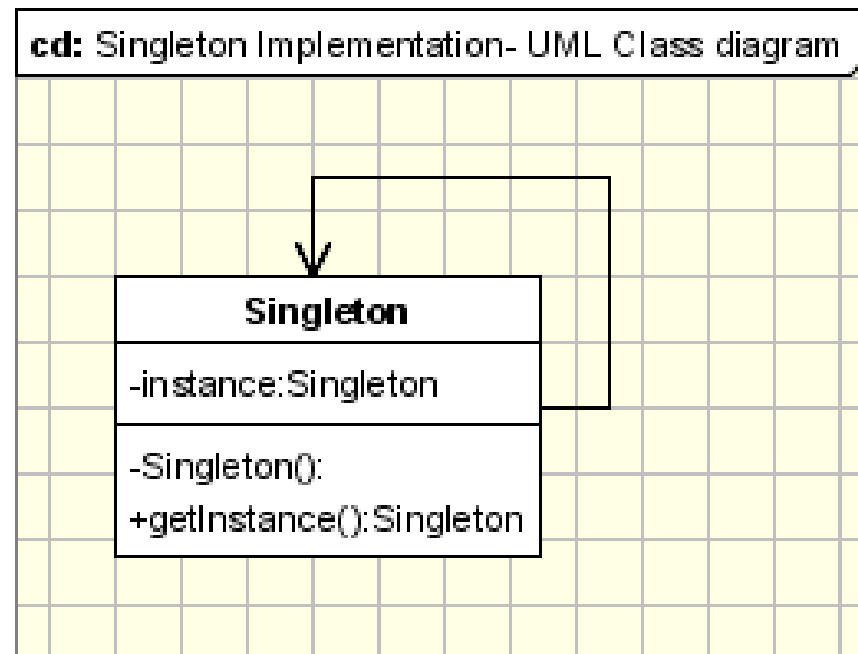 cd: Singleton Implementation- UML Class diagram
Singleton
-instance:Singleton
-Singleton():
+getInstance():Singleton